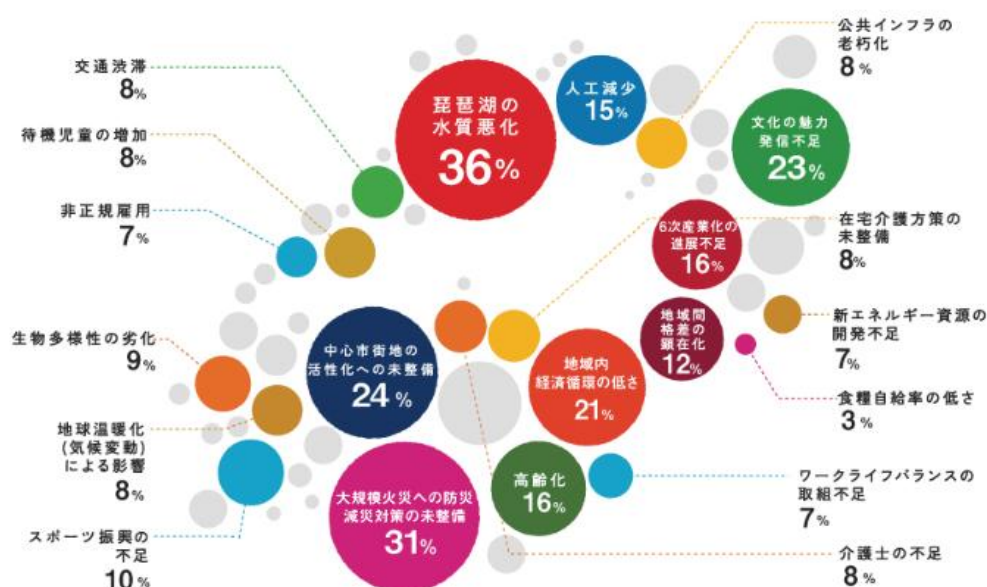 公共インフラの
老朽化
8%
交通渋滞
8%
琵琶湖の
水質悪化
36%
人工減少
15%
文化の魅力
発信不足
23%
待機児童の増加
8%
非正規雇用
7%
6次産業化の
進展不足
16%
在宅介護方策の
未整備
8%
生物多様性の劣化
9%
中心市街地の
活性化への未整備
24%
地域内
経済循環の低さ
21%
地域間
格差の
顕在化
12%
新エネルギー資源の
開発不足
7%
食糧自給率の低さ
3%
地球温暖化
(気候変動)
による影響
8%
大規模火災への防災
減災対策の未整備
31%
高齢化
16%
ワークライフバランスの
取組不足
7%
スポーツ振興の
不足
10%
介護士の不足
8%